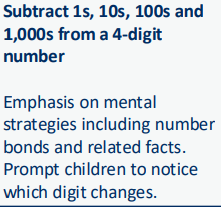 Subtract 1s, 10s, 100s and
1,000s from a 4-digit
number
Emphasis on mental
strategies including number
bonds and related facts.
Prompt children to notice
which digit changes.